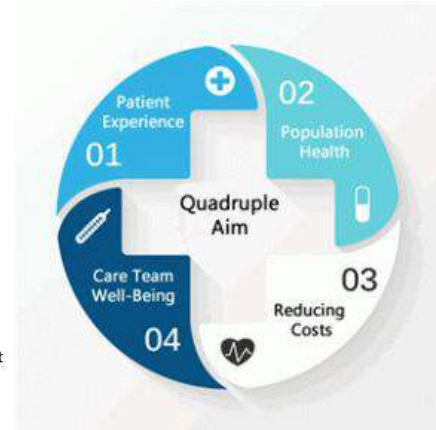 Patient
Experience
01
02
Population
Health
Quadruple
Aim
03
Reducing
Costs
Care Team
Well-Being
04
t